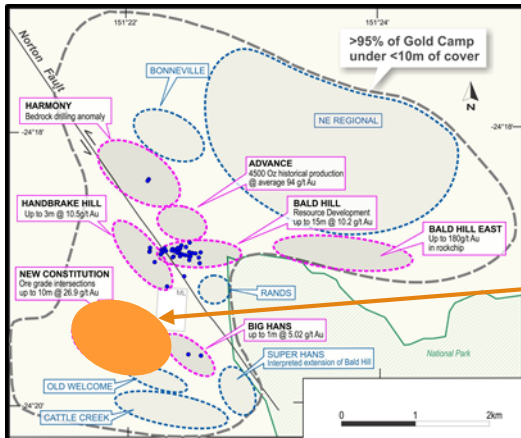 151°22'
151°24'
Norton Fault
>95% of Gold Camp
under <10m of cover
BONNEVILLE
N
HARMONY
Bedrock drilling anomaly
-24°18'
NE REGIONAL
-24°18'
ADVANCE
4500 Oz historical production
@ average 94 g/t Au
HANDBRAKE HILL
Up to 3m @ 10.5g/t Au
BALD HILL
Resource Development
up to 15m @ 10.2 g/t Au
BALD HILL EAST
Up to 180g/t Au
in rockchip
NEW CONSTITUTION
Ore grade intersections
up to 10m @ 26.9 g/t Au
ML
RANDS
BIG HANS
up to 1m @ 5.02 g/t Au
National Park
SUPER HANS
Interpreted extension of Bald Hill
OLD WELCOME
-24°20'
CATTLE CREEK
0
1
2km